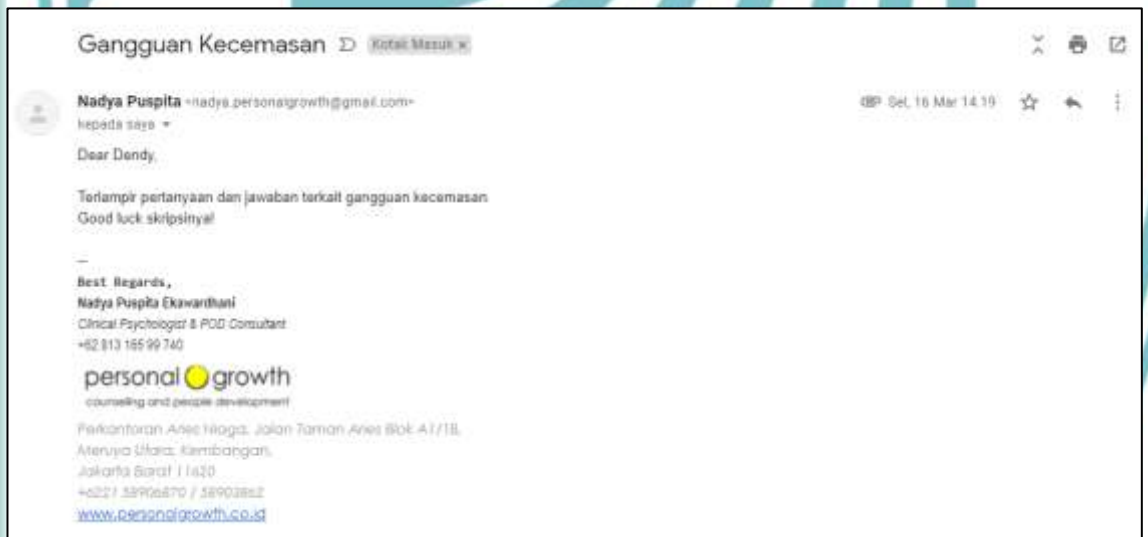 Gangguan Kecemasan Kotak Masuk x
Nadya Puspita <nadya.personalgrowth@gmail.com>
Sel, 16 Mar 14.19
kepada saya
Dear Dendy,
Terlampir pertanyaan dan jawaban terkait gangguan kecemasan
Good luck skripsinya!
--
Best Regards,
Nadya Puspita Ekawardhani
Clinical Psychologist & POD Consultant
+62 813 165 99 740
personal growth
counseling and people development
Perkantoran Aries Niaga, Jalan Taman Aries Blok A1/1B,
Meruya Utara, Kembangan,
Jakarta Barat 11620
+6221 58906870 / 58903862
www.personalgrowth.co.id